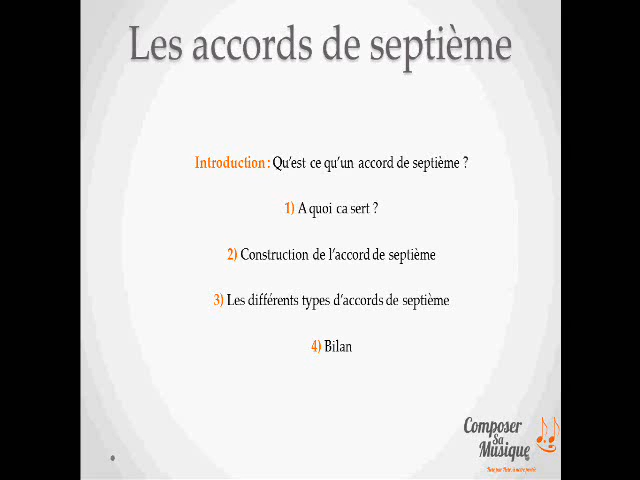 Les accords de septième
Introduction : Qu'est ce qu'un accord de septième ?
1) A quoi ca sert ?
2) Construction de l'accord de septième
3) Les différents types d'accords de septième
4) Bilan
Composer
Sa
Musique